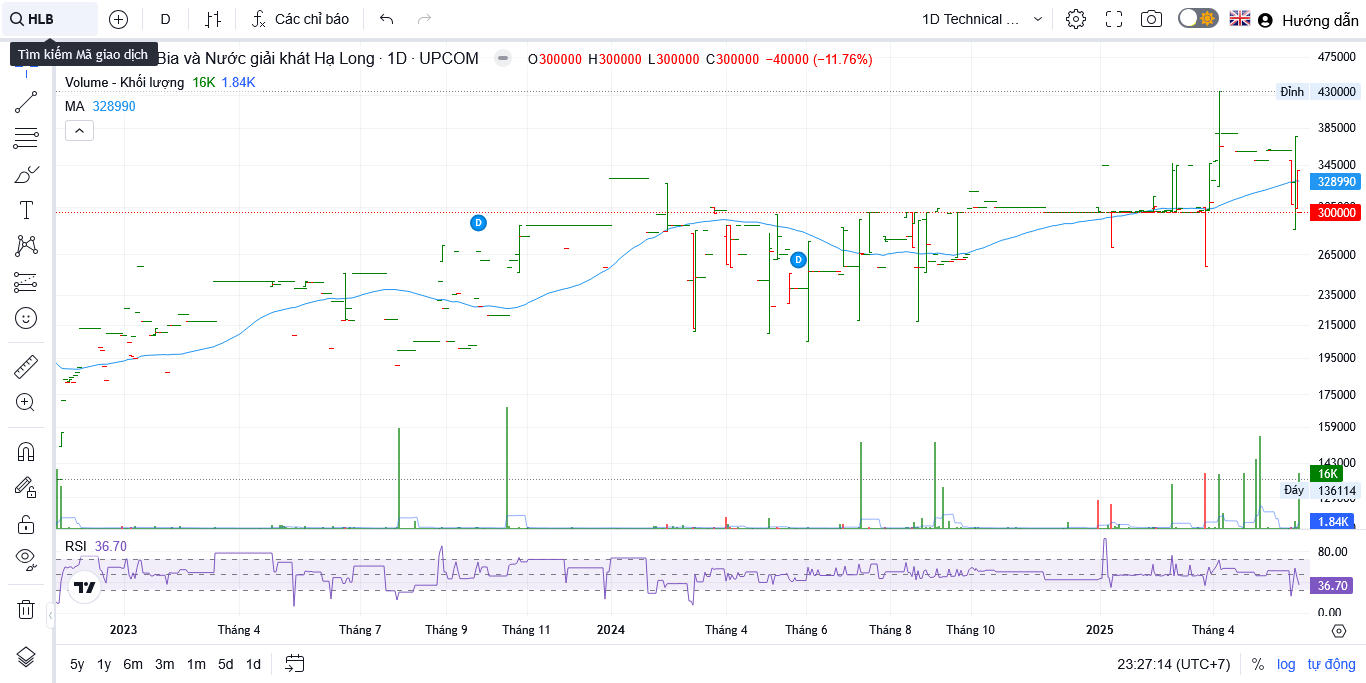 HLB D Các chỉ báo 1D Technical ... Hướng dẫn
Tìm kiếm Mã giao dịch
Bia và Nước giải khát Hạ Long · 1D · UPCOM O300000 H300000 L300000 C300000 −40000 (−11.76%)
Volume - Khối lượng 16K 1.84K
MA 328990
475000
Đỉnh 430000
385000
345000
328990
300000
D
D
265000
235000
215000
195000
175000
159000
143000
16K
Đáy 136114
1.84K
RSI 36.70
80.00
36.70
0.00
2023 Tháng 4 Tháng 7 Tháng 9 Tháng 11 2024 Tháng 4 Tháng 6 Tháng 8 Tháng 10 2025 Tháng 4
5y 1y 6m 3m 1m 5d 1d 23:27:14 (UTC+7) % log tự động